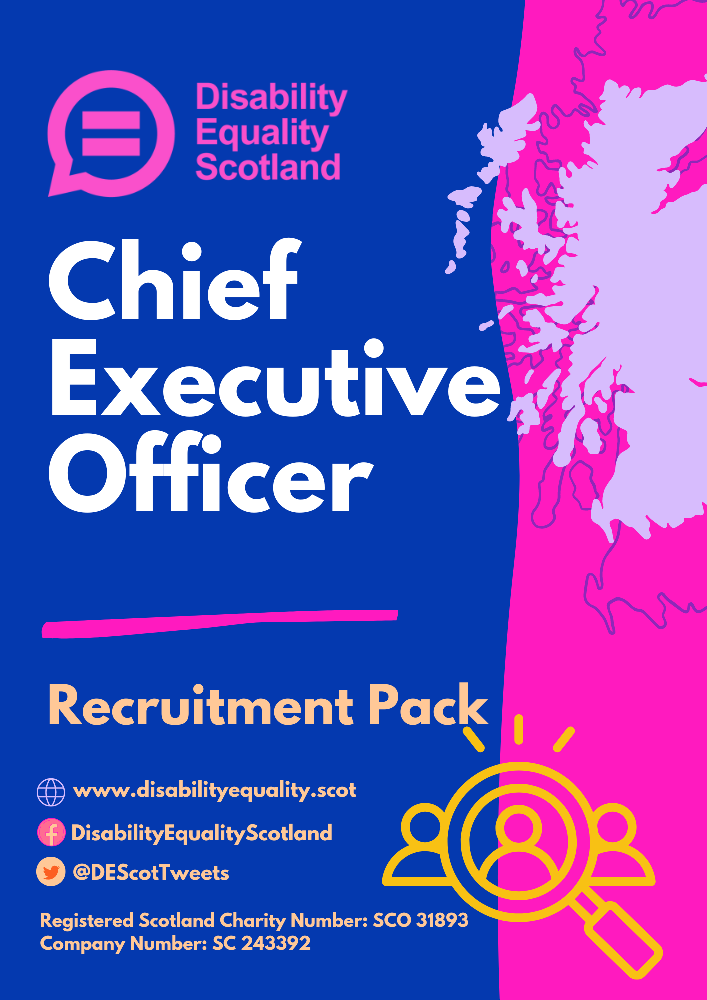 Disability
Equality
Scotland
Chief
Executive
Officer
Recruitment Pack
www.disabilityequality.scot
DisabilityEqualityScotland
@DEScotTweets
Registered Scotland Charity Number: SCO 31893
Company Number: SC 243392